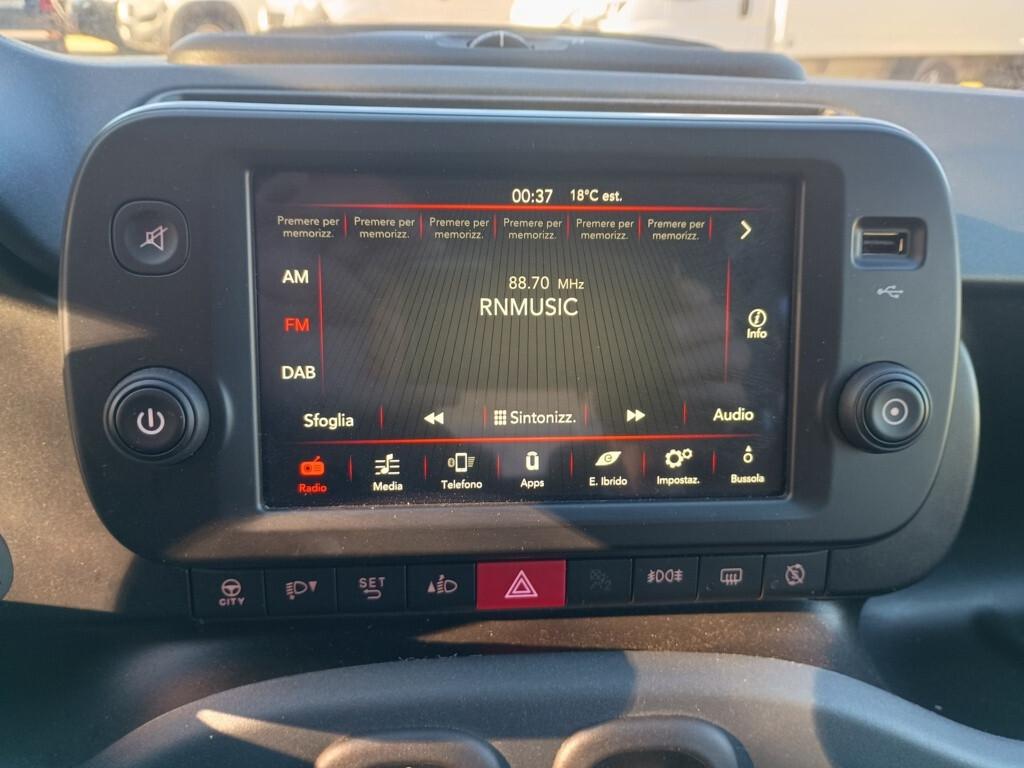 00:37 18°C est.
Premere per Premere per Premere per Premere per Premere per Premere per
memorizz. memorizz. memorizz. memorizz. memorizz. memorizz.
AM
88.70 MHz
RNMUSIC
FM
Info
DAB
Sfoglia Sintonizz. Audio
Radio Media Telefono Apps E. Ibrido Impostaz. Bussola
CITY
SET